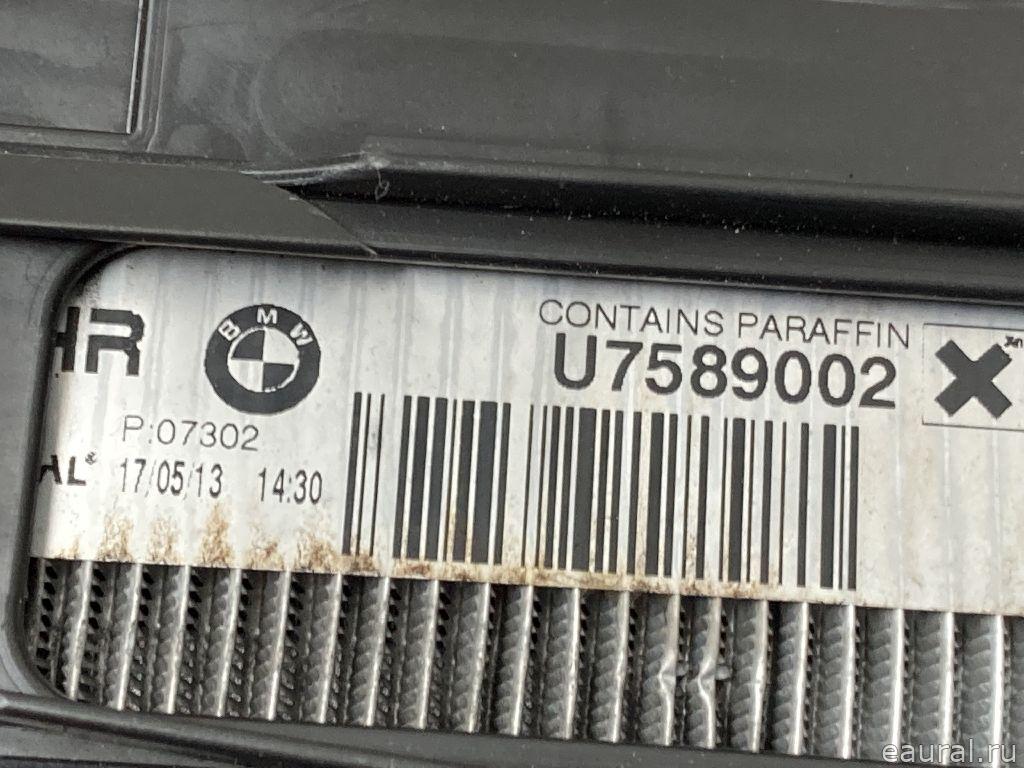 HR
BMW
CONTAINS PARAFFIN
U7589002
P:07302
AL®
17/05/13 14:30
eaural.ru